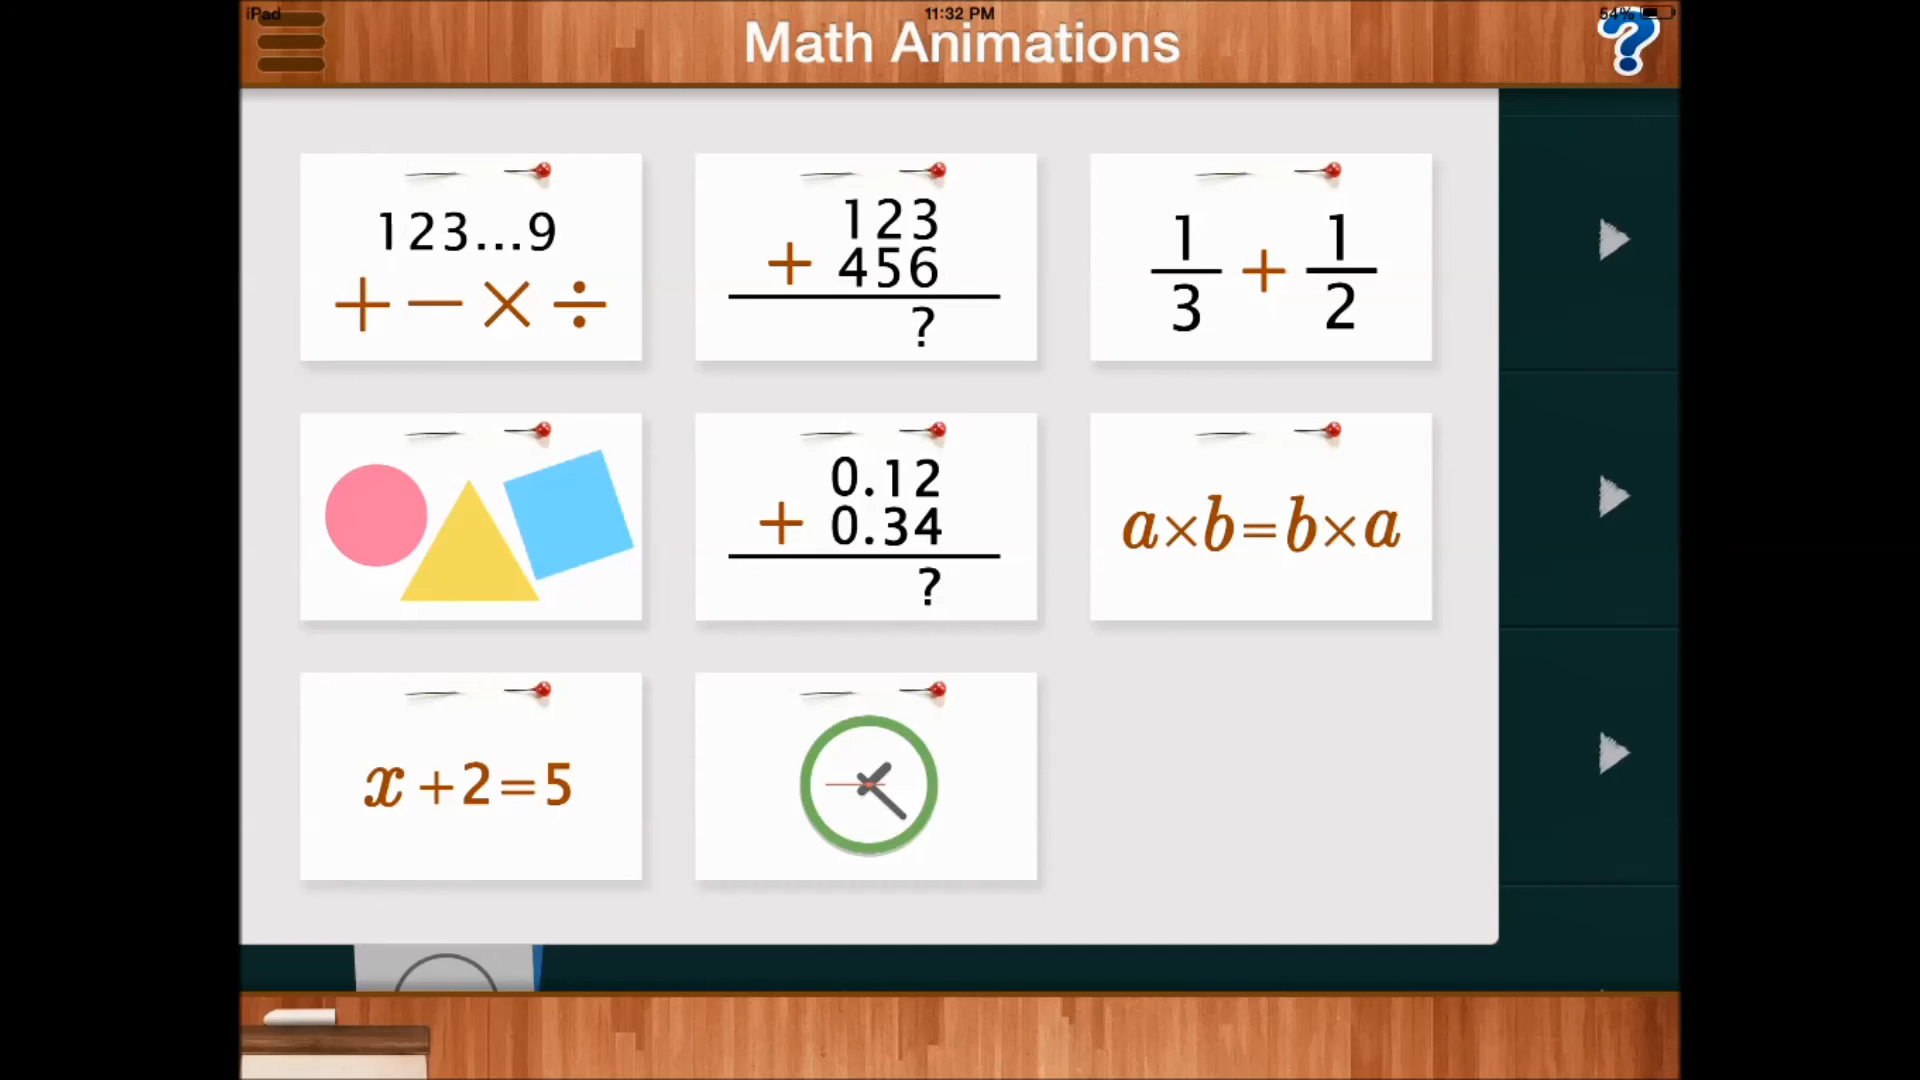 iPad
11:32 PM
54%
Math Animations
?
123...9
+ − × ÷
123
+ 456
?
1/3 + 1/2
0.12
+ 0.34
?
a×b=b×a
x+2=5